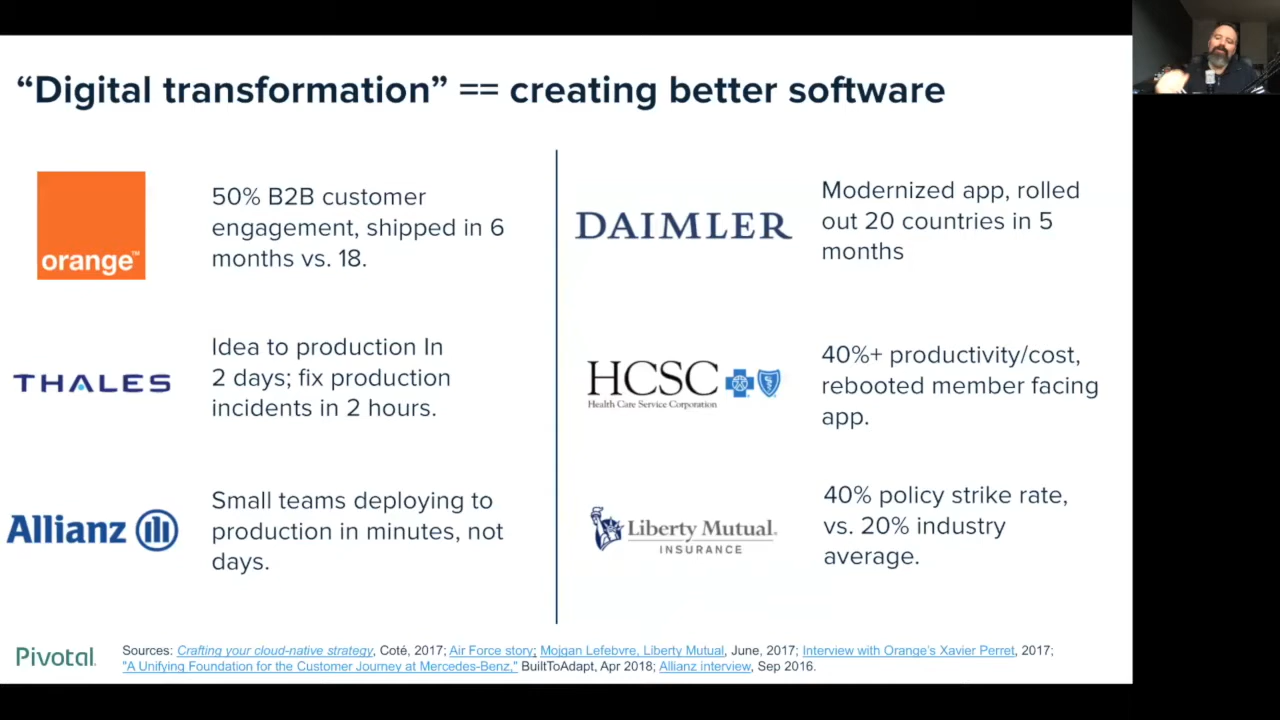 “Digital transformation” == creating better software
orange™
50% B2B customer
engagement, shipped in 6
months vs. 18.
THALES
Idea to production In
2 days; fix production
incidents in 2 hours.
Allianz
Small teams deploying to
production in minutes, not
days.
DAIMLER
Modernized app, rolled
out 20 countries in 5
months
HCSC
Health Care Service Corporation
40%+ productivity/cost,
rebooted member facing
app.
Liberty Mutual.
INSURANCE
40% policy strike rate,
vs. 20% industry
average.
Pivotal.
Sources: Crafting your cloud-native strategy, Coté, 2017; Air Force story; Mojgan Lefebvre, Liberty Mutual, June, 2017; Interview with Orange’s Xavier Perret, 2017;
"A Unifying Foundation for the Customer Journey at Mercedes-Benz," BuiltToAdapt, Apr 2018; Allianz interview, Sep 2016.